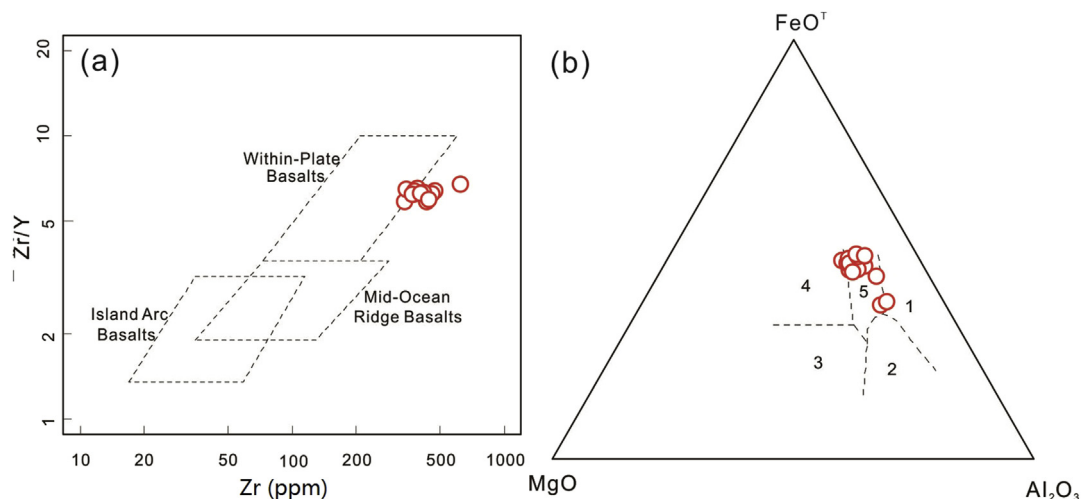 (a)
20
10
5
2
1
Zr/Y
Within-Plate
Basalts
Island Arc
Basalts
Mid-Ocean
Ridge Basalts
10
20
50
100
200
500
1000
Zr (ppm)
(b)
FeOᵀ
4
5
1
3
2
MgO
Al₂O₃